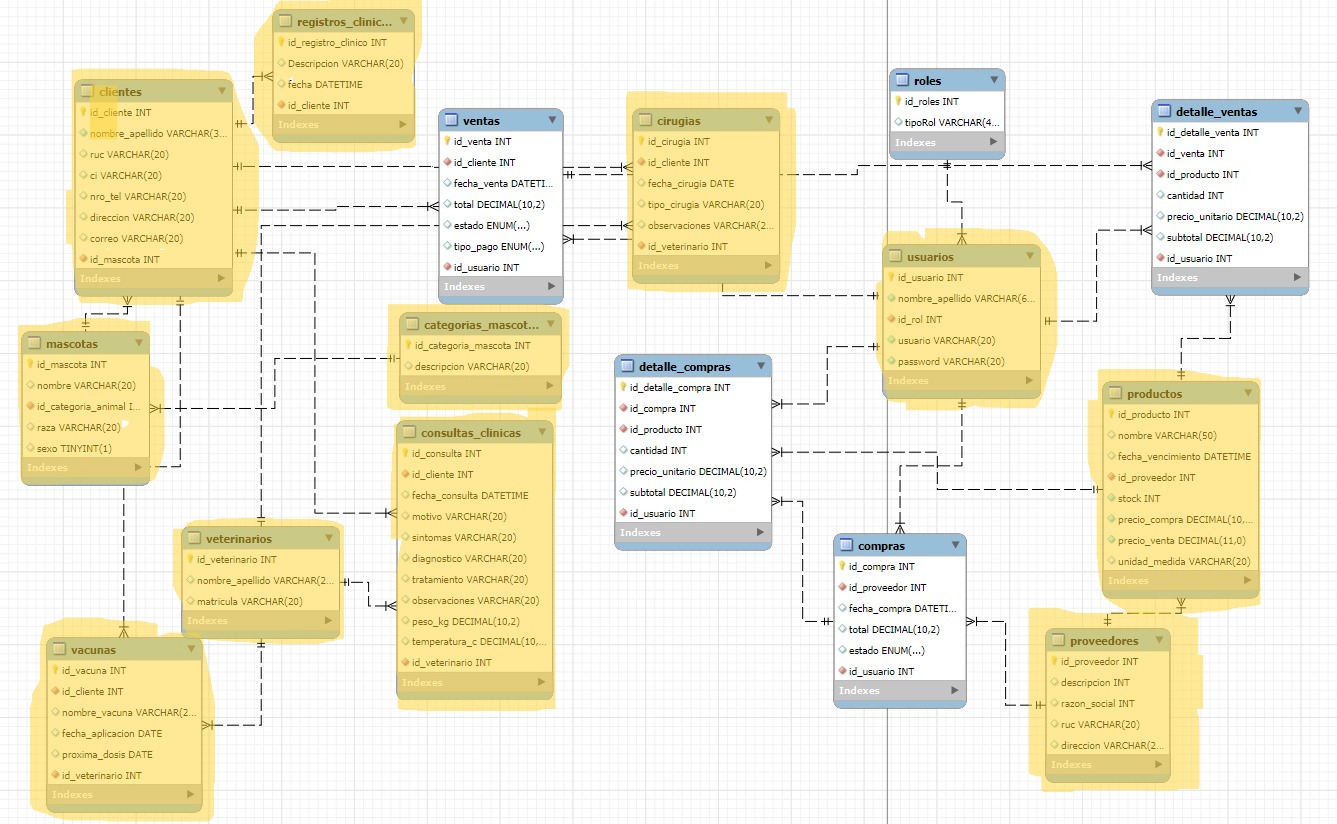 registros_clinic...
id_registro_clinico INT
Descripcion VARCHAR(20)
fecha DATETIME
id_cliente INT
Indexes
clientes
id_cliente INT
nombre_apellido VARCHAR(3...
ruc VARCHAR(20)
ci VARCHAR(20)
nro_tel VARCHAR(20)
direccion VARCHAR(20)
correo VARCHAR(20)
id_mascota INT
Indexes
ventas
id_venta INT
id_cliente INT
fecha_venta DATETI...
total DECIMAL(10,2)
estado ENUM(...)
tipo_pago ENUM(...)
id_usuario INT
Indexes
cirugias
id_cirugia INT
id_cliente INT
fecha_cirugia DATE
tipo_cirugia VARCHAR(20)
observaciones VARCHAR(2...
id_veterinario INT
Indexes
roles
id_roles INT
tipoRol VARCHAR(4...
Indexes
detalle_ventas
id_detalle_venta INT
id_venta INT
id_producto INT
cantidad INT
precio_unitario DECIMAL(10,2)
subtotal DECIMAL(10,2)
id_usuario INT
Indexes
usuarios
id_usuario INT
nombre_apellido VARCHAR(6...
id_rol INT
usuario VARCHAR(20)
password VARCHAR(20)
Indexes
mascotas
id_mascota INT
nombre VARCHAR(20)
id_categoria_animal I...
raza VARCHAR(20)
sexo TINYINT(1)
Indexes
categorias_mascot...
id_categoria_mascota INT
descripcion VARCHAR(20)
Indexes
detalle_compras
id_detalle_compra INT
id_compra INT
id_producto INT
cantidad INT
precio_unitario DECIMAL(10,2)
subtotal DECIMAL(10,2)
id_usuario INT
Indexes
productos
id_producto INT
nombre VARCHAR(50)
fecha_vencimiento DATETIME
id_proveedor INT
stock INT
precio_compra DECIMAL(10,...
precio_venta DECIMAL(11,0)
unidad_medida VARCHAR(20)
Indexes
consultas_clinicas
id_consulta INT
id_cliente INT
fecha_consulta DATETIME
motivo VARCHAR(20)
sintomas VARCHAR(20)
diagnostico VARCHAR(20)
tratamiento VARCHAR(20)
observaciones VARCHAR(20)
peso_kg DECIMAL(10,2)
temperatura_c DECIMAL(10,...
id_veterinario INT
Indexes
veterinarios
id_veterinario INT
nombre_apellido VARCHAR(2...
matricula VARCHAR(20)
Indexes
compras
id_compra INT
id_proveedor INT
fecha_compra DATETI...
total DECIMAL(10,2)
estado ENUM(...)
id_usuario INT
Indexes
vacunas
id_vacuna INT
id_cliente INT
nombre_vacuna VARCHAR(2...
fecha_aplicacion DATE
proxima_dosis DATE
id_veterinario INT
Indexes
proveedores
id_proveedor INT
descripcion INT
razon_social INT
ruc VARCHAR(20)
direccion VARCHAR(2...
Indexes